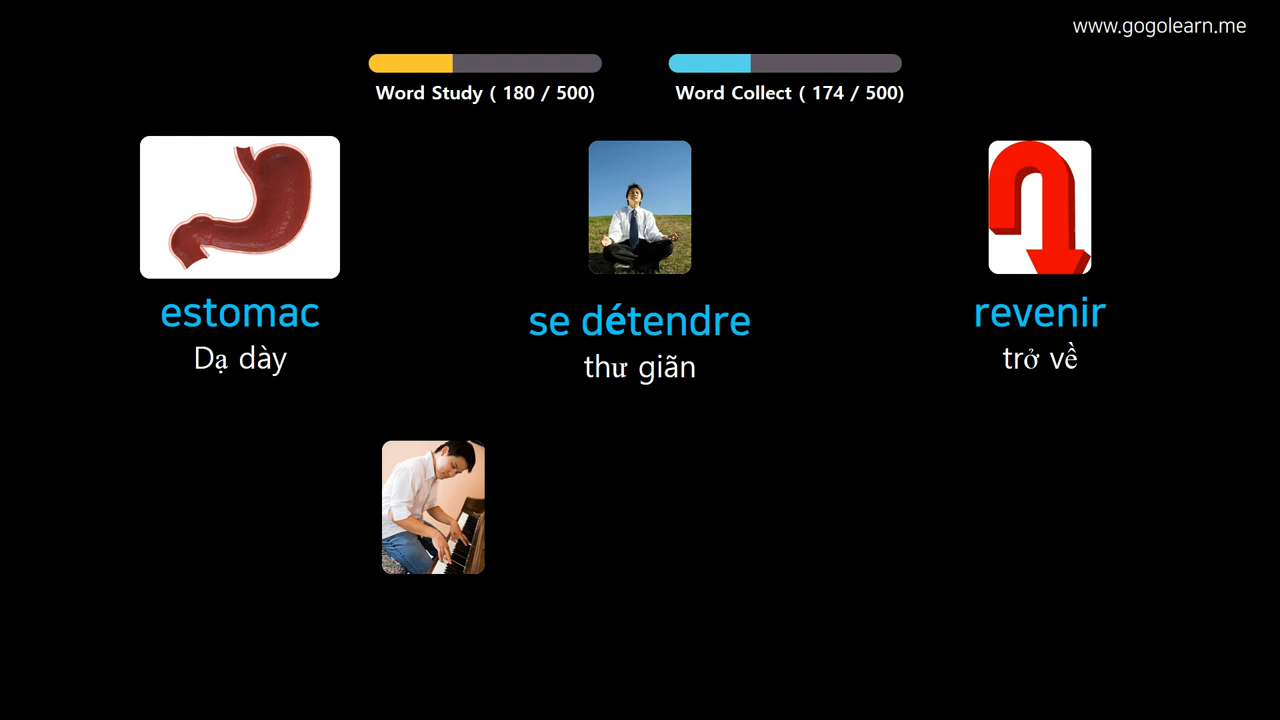 www.gogolearn.me
Word Study ( 180 / 500)
Word Collect ( 174 / 500)
estomac
Dạ dày
se détendre
thư giãn
revenir
trở về